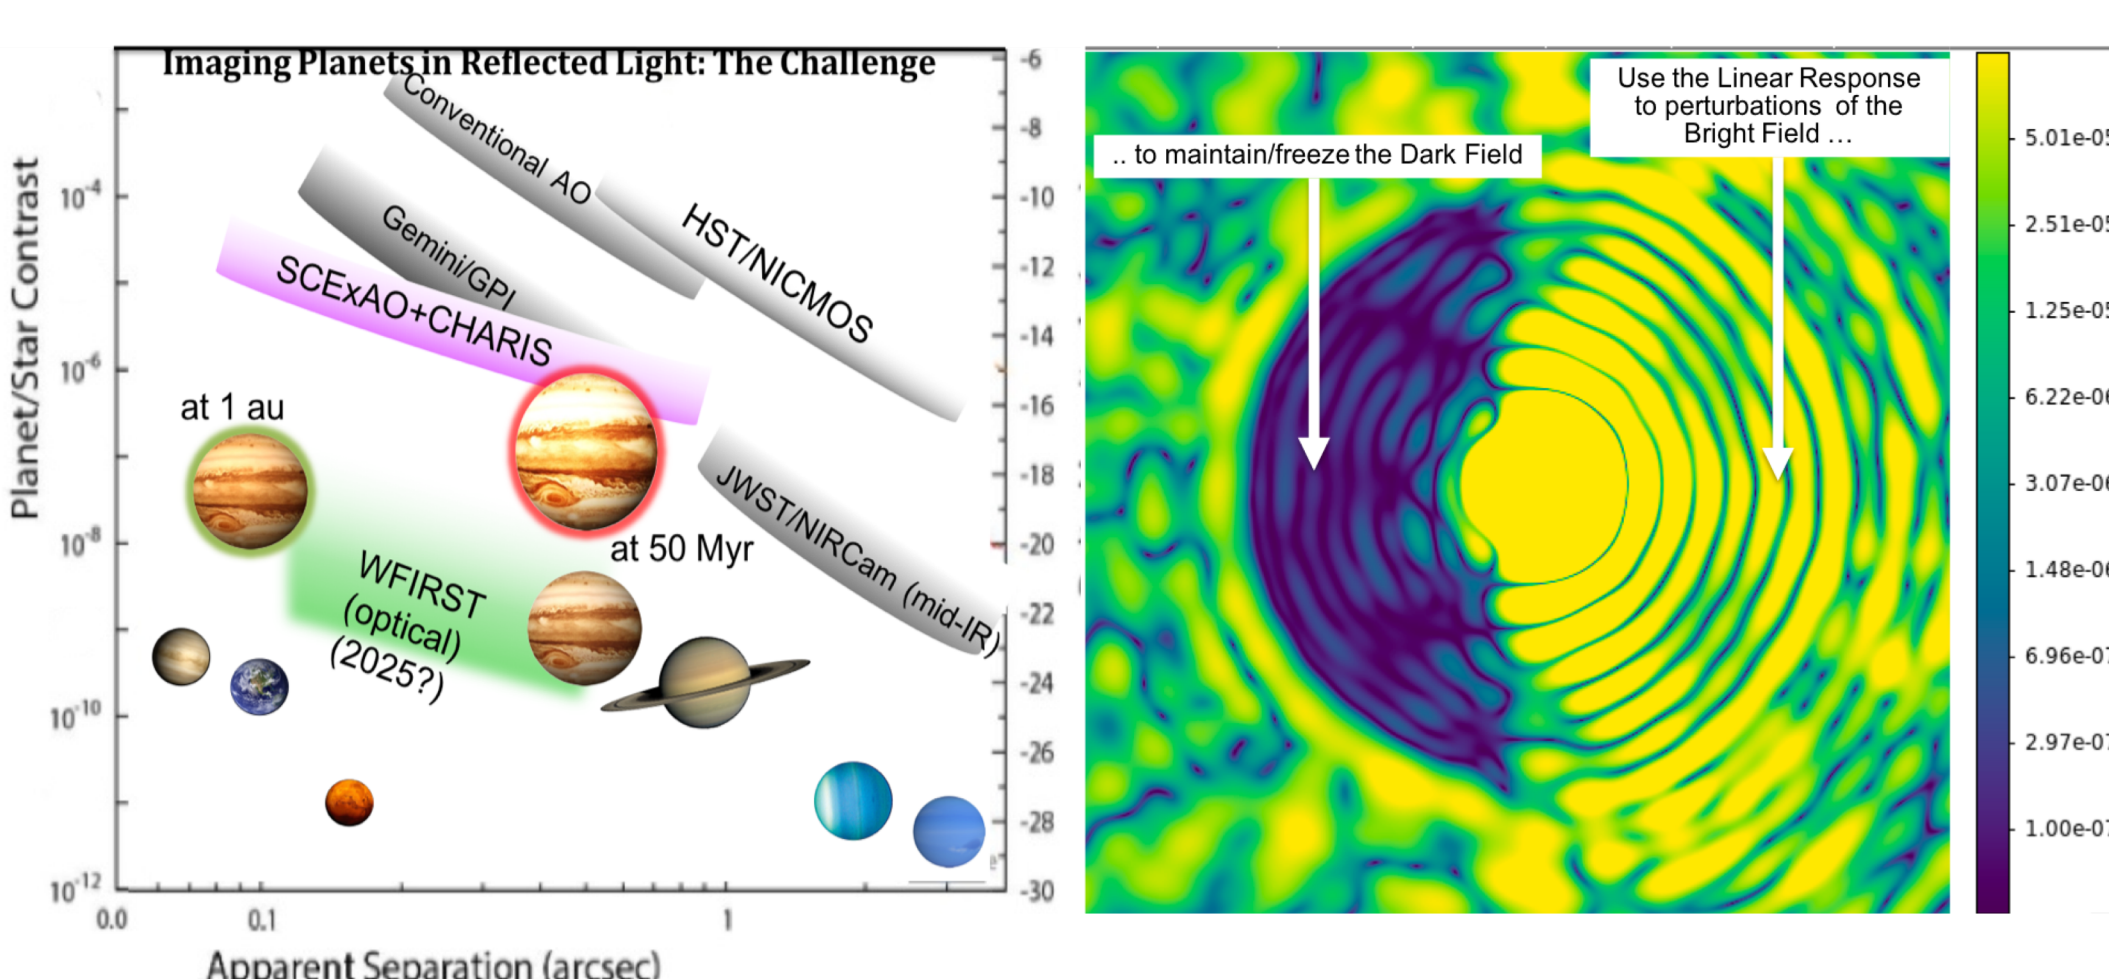 Imaging Planets in Reflected Light: The Challenge
Planet/Star Contrast
10-4
10-6
10-8
10-10
10-12
0.0
0.1
1
Apparent Separation (arcsec)
-6
-8
-10
-12
-14
-16
-18
-20
-22
-24
-26
-28
-30
Conventional AO
Gemini/GPI
HST/NICMOS
SCExAO+CHARIS
at 1 au
at 50 Myr
JWST/NIRCam (mid-IR)
WFIRST
(optical)
(2025?)
.. to maintain/freeze the Dark Field
Use the Linear Response
to perturbations of the
Bright Field ...
5.01e-05
2.51e-05
1.25e-05
6.22e-06
3.07e-06
1.48e-06
6.96e-07
2.97e-07
1.00e-07